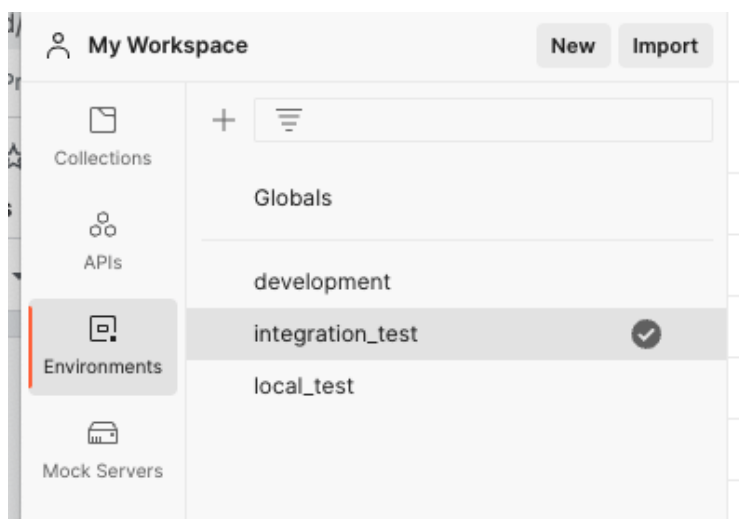 My Workspace
New
Import
Collections
APIs
Environments
Mock Servers
Globals
development
integration_test
local_test